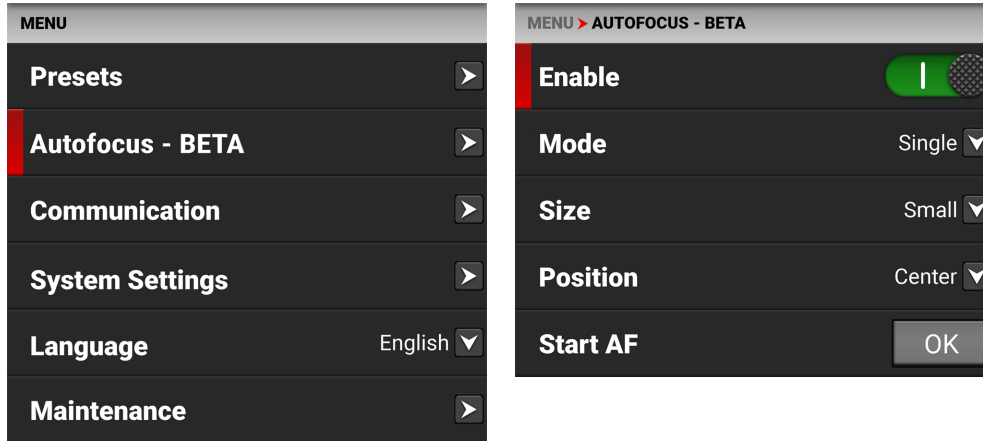 MENU
Presets
Autofocus - BETA
Communication
System Settings
Language English
Maintenance
MENU AUTOFOCUS - BETA
Enable
Mode Single
Size Small
Position Center
Start AF OK